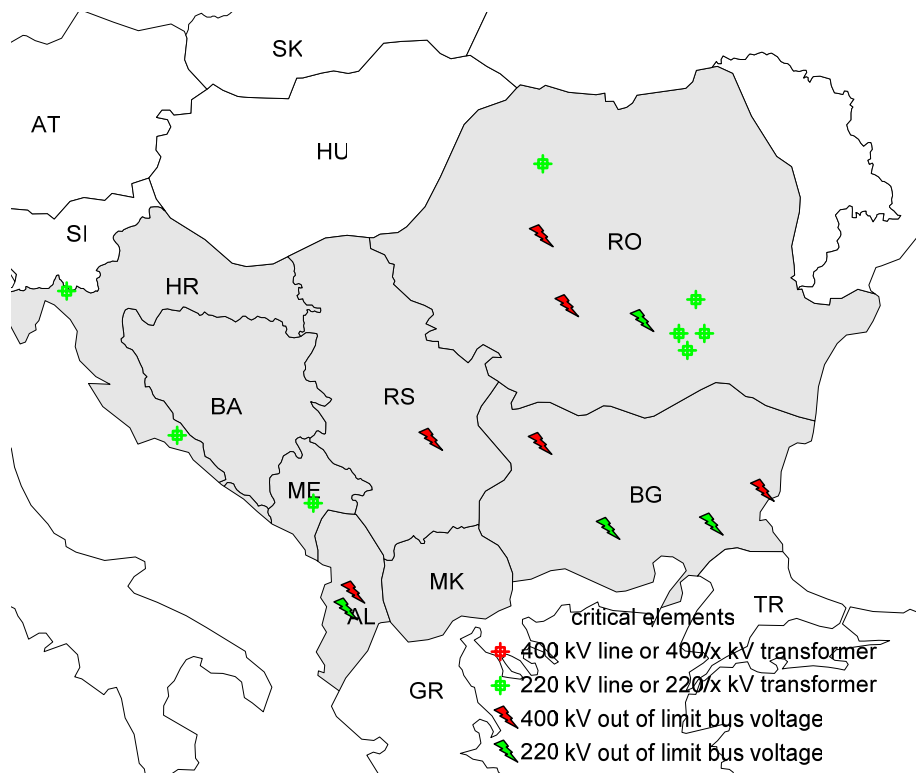 SK
AT
HU
SI
RO
HR
BA
RS
ME
BG
MK
AL
TR
GR
critical elements
400 kV line or 400/x kV transformer
220 kV line or 220/x kV transformer
400 kV out of limit bus voltage
220 kV out of limit bus voltage